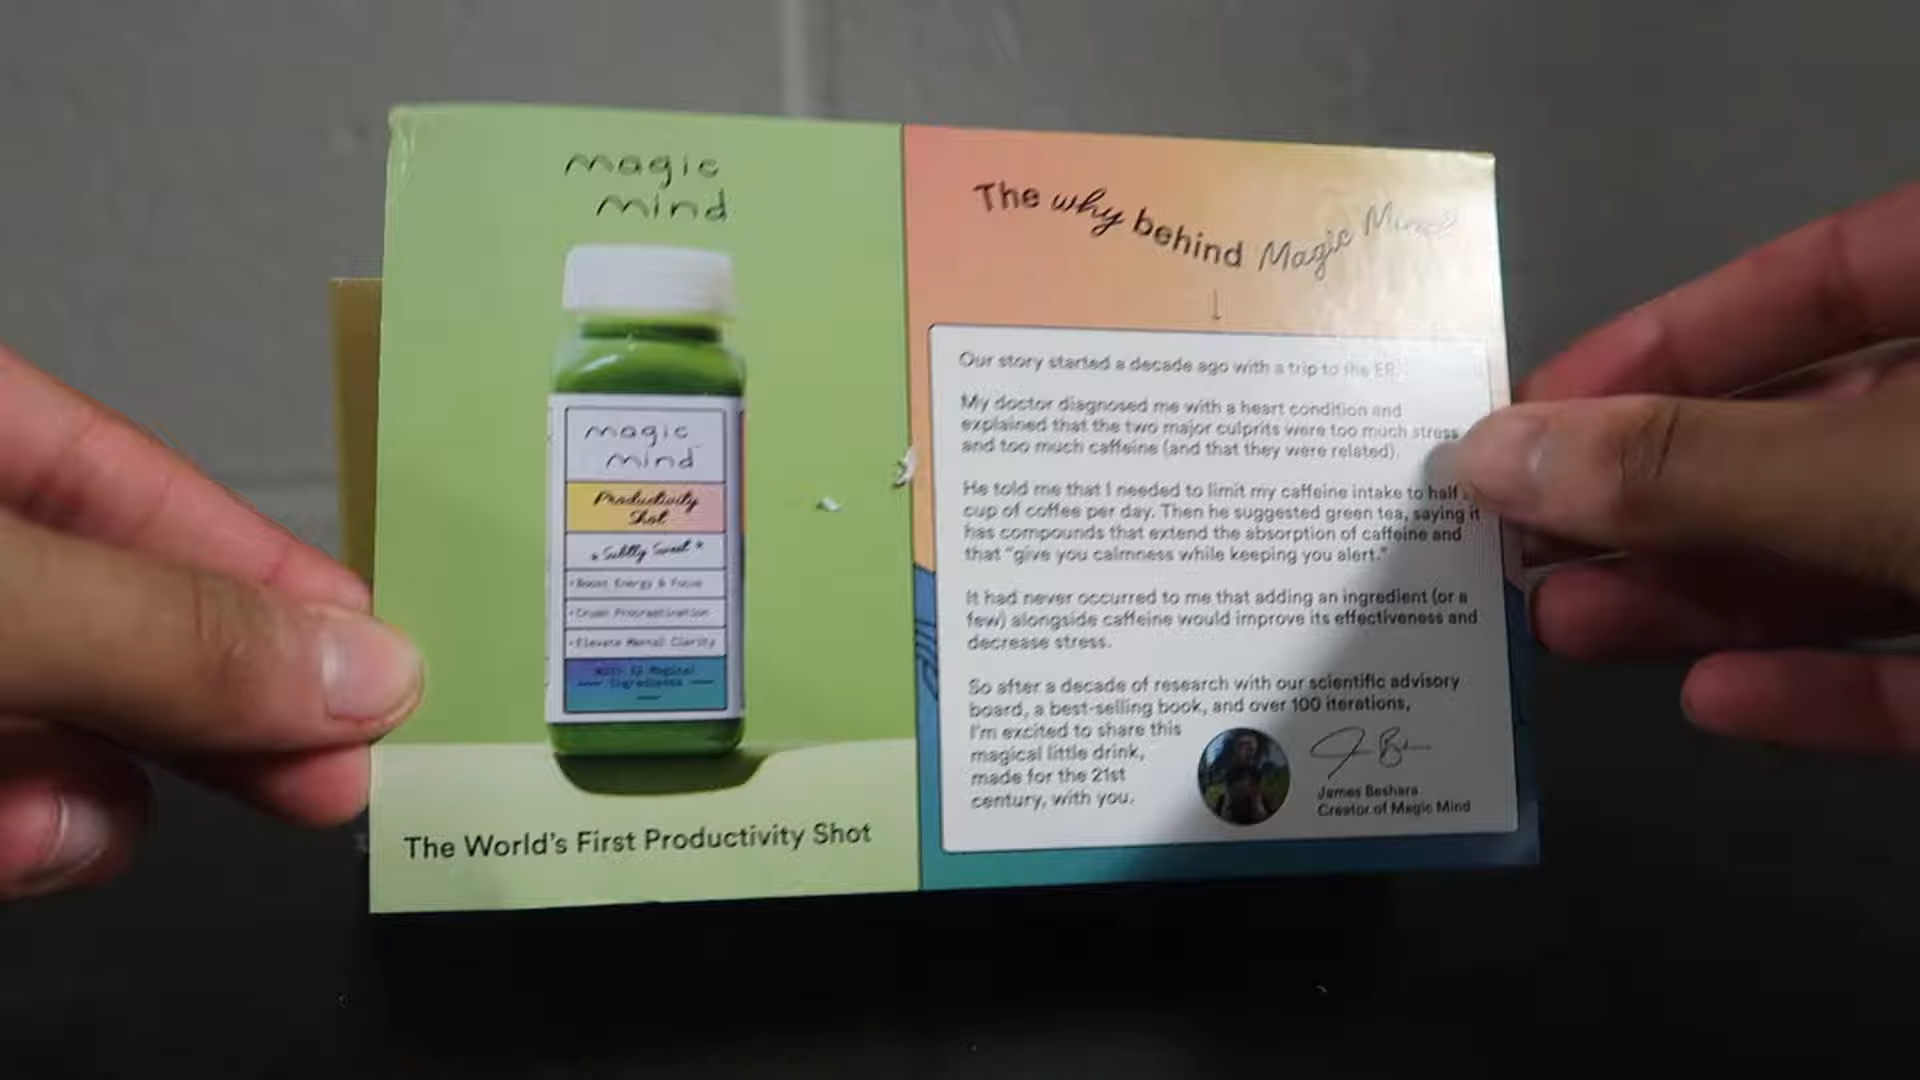 magic
mind
magic
mind
Productivity
Shot
Subtly Sweet
• Boost Energy & Focus
• Crush Procrastination
• Elevate Mental Clarity
With 12 Magical
Ingredients
The World's First Productivity Shot
The why behind Magic Mind?
Our story started a decade ago with a trip to the ER.
My doctor diagnosed me with a heart condition and
explained that the two major culprits were too much stress
and too much caffeine (and that they were related).
He told me that I needed to limit my caffeine intake to half
cup of coffee per day. Then he suggested green tea, saying it
has compounds that extend the absorption of caffeine and
that "give you calmness while keeping you alert."
It had never occurred to me that adding an ingredient (or a
few) alongside caffeine would improve its effectiveness and
decrease stress.
So after a decade of research with our scientific advisory
board, a best-selling book, and over 100 iterations,
I'm excited to share this
magical little drink,
made for the 21st
century, with you.
James Beshara
Creator of Magic Mind